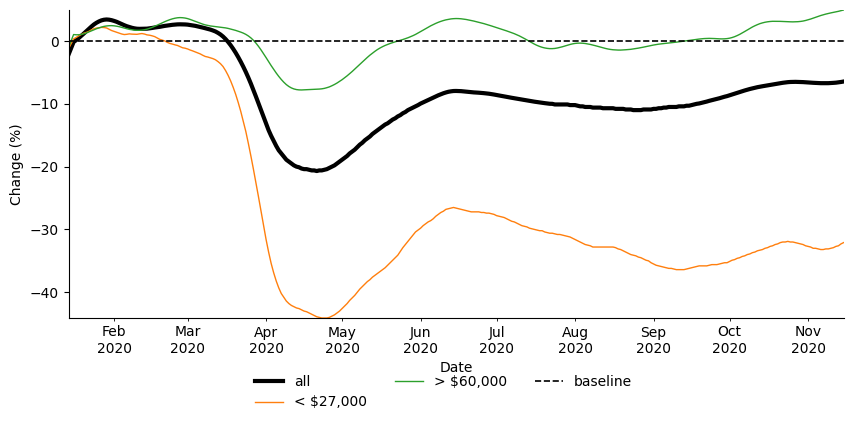 Change (%)
0
−10
−20
−30
−40
Feb Mar Apr May Jun Jul Aug Sep Oct Nov
2020 2020 2020 2020 2020 2020 2020 2020 2020 2020
Date
all > $60,000 baseline
< $27,000